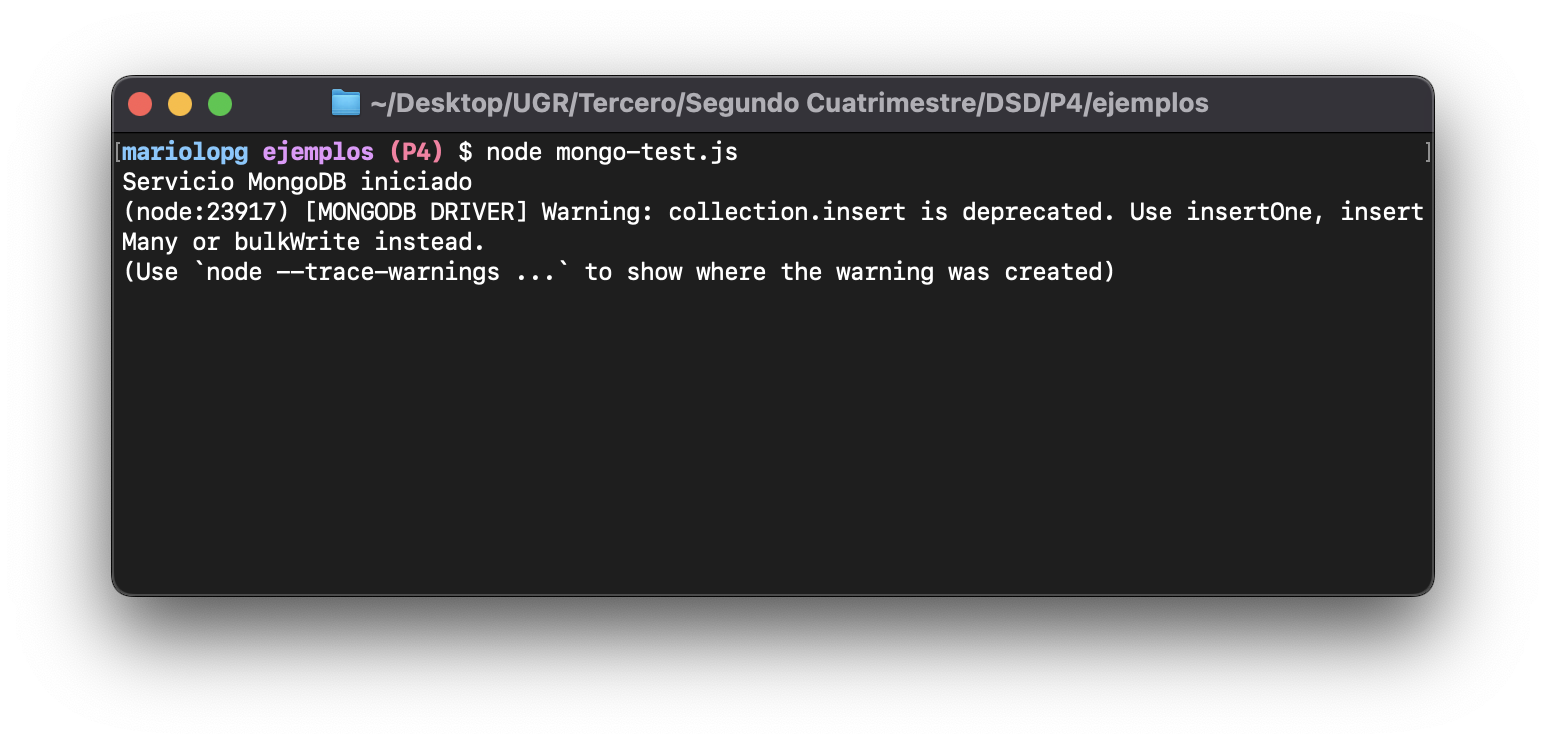 ~/Desktop/UGR/Tercero/Segundo Cuatrimestre/DSD/P4/ejemplos
[mariolopg ejemplos (P4) $ node mongo-test.js ]
Servicio MongoDB iniciado
(node:23917) [MONGODB DRIVER] Warning: collection.insert is deprecated. Use insertOne, insert
Many or bulkWrite instead.
(Use `node --trace-warnings ...` to show where the warning was created)